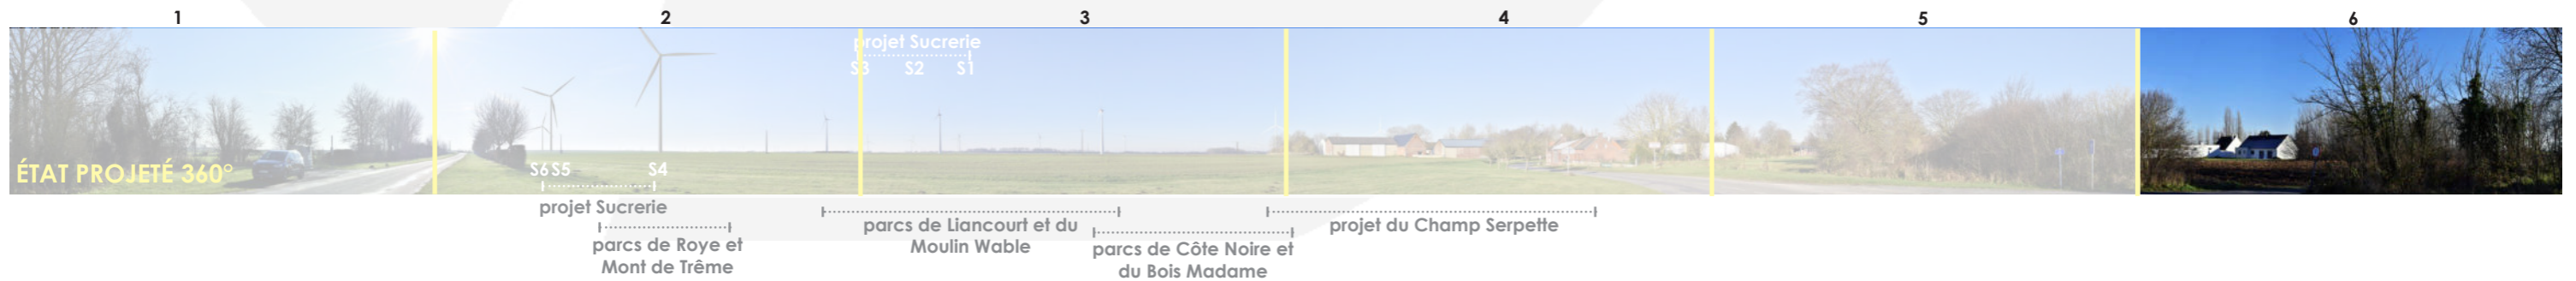 1 2 3 4 5 6
projet Sucrerie
S3 S2 S1
ÉTAT PROJETÉ 360°
S6 S5 S4
projet Sucrerie
parcs de Roye et
Mont de Trême
parcs de Liancourt et du
Moulin Wable
parcs de Côte Noire et
du Bois Madame
projet du Champ Serpette